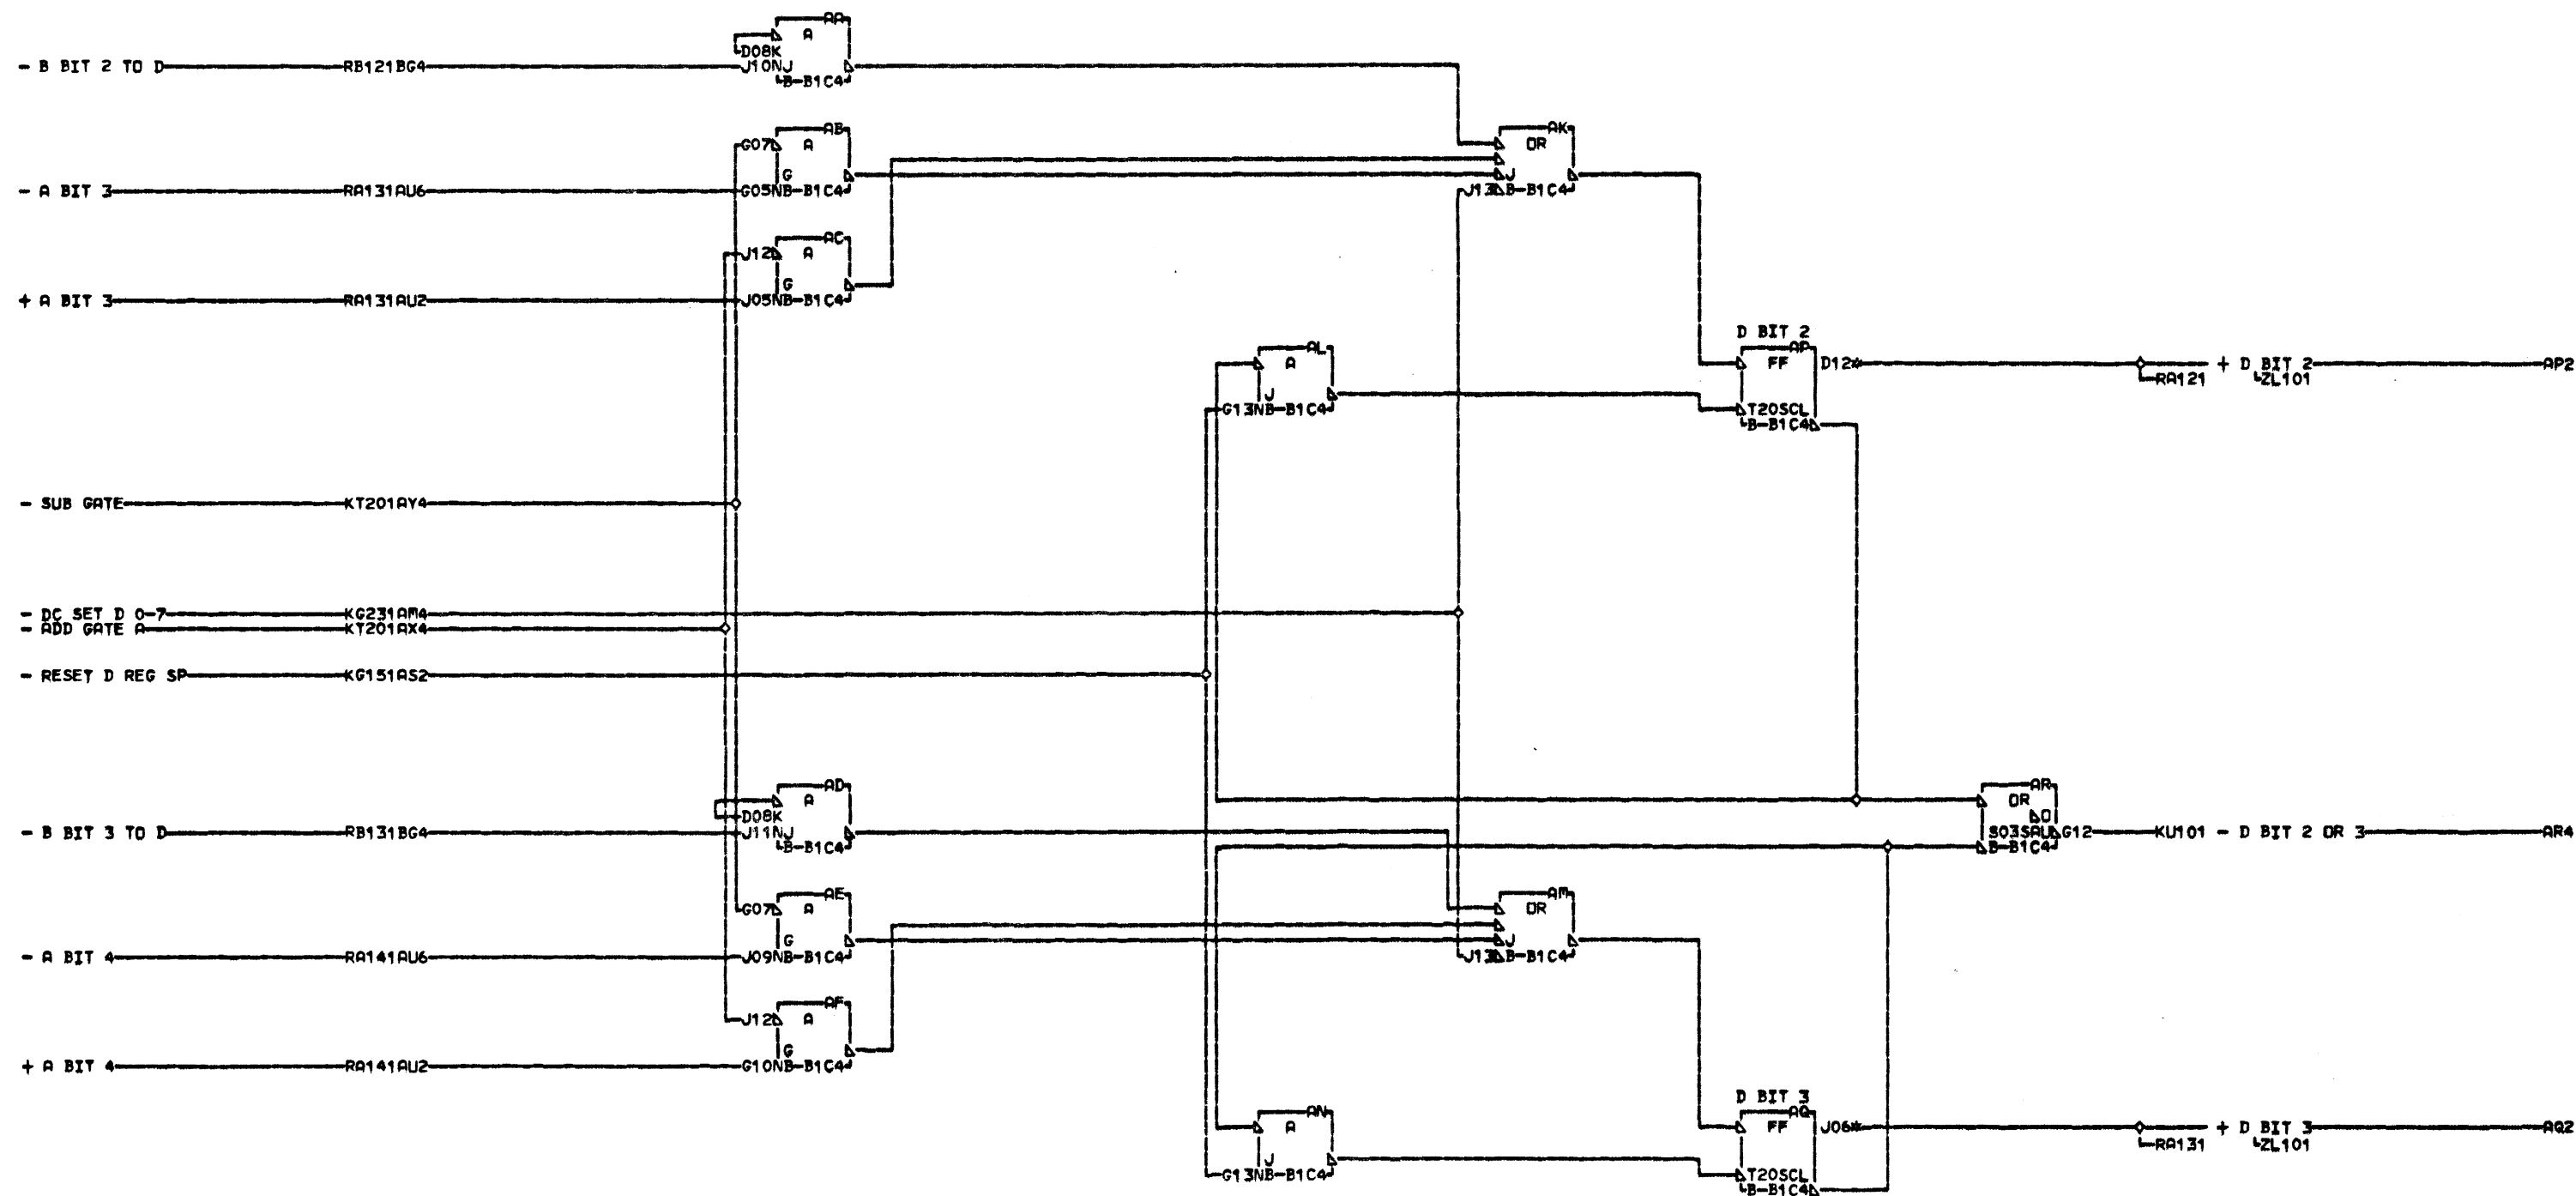 AA
A
D08K
- B BIT 2 TO D RB121BG4 J10NJ
B-B1C4
AB
G07 A
G
- A BIT 3 RA131AU6 G05NB-B1C4
AC
J12 A
G
+ A BIT 3 RA131AU2 J05NB-B1C4
AK
OR
J
J13 B-B1C4
AL
A
J
G13NB-B1C4
D BIT 2
AP
FF D12* + D BIT 2 AP2
RA121 ZL101
T20SCL
B-B1C4
- SUB GATE KT201AY4
- DC SET D 0-7 KG231AM4
- ADD GATE A KT201AX4
- RESET D REG SP KG151AS2
AD
A
D08K
- B BIT 3 TO D RB131BG4 J11NJ
B-B1C4
AR
OR
O
S03SAU G12 KU101 - D BIT 2 OR 3 AR4
B-B1C4
AE
G07 A
G
- A BIT 4 RA141AU6 J09NB-B1C4
AM
OR
J
J13 B-B1C4
AF
J12 A
G
+ A BIT 4 RA141AU2 G10NB-B1C4
AN
A
J
G13NB-B1C4
D BIT 3
AQ
FF J06* + D BIT 3 AQ2
RA131 ZL101
T20SCL
B-B1C4